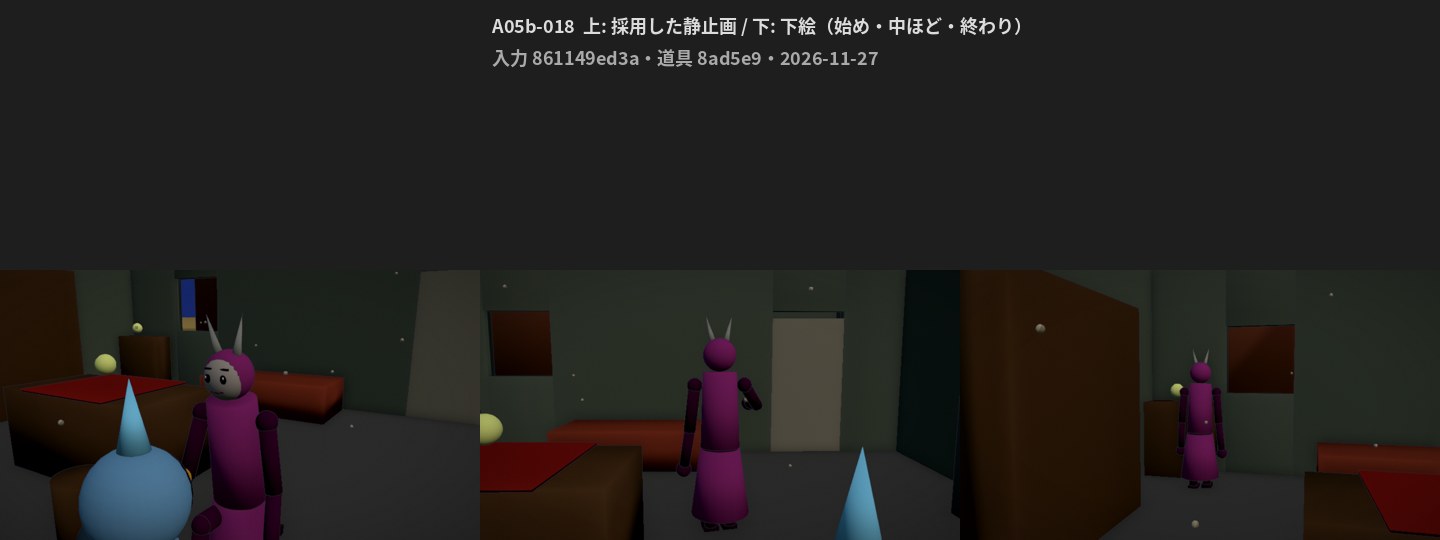 A05b-018 上: 採用した静止画 / 下: 下絵（始め・中ほど・終わり）
入力 861149ed3a・道具 8ad5e9・2026-11-27